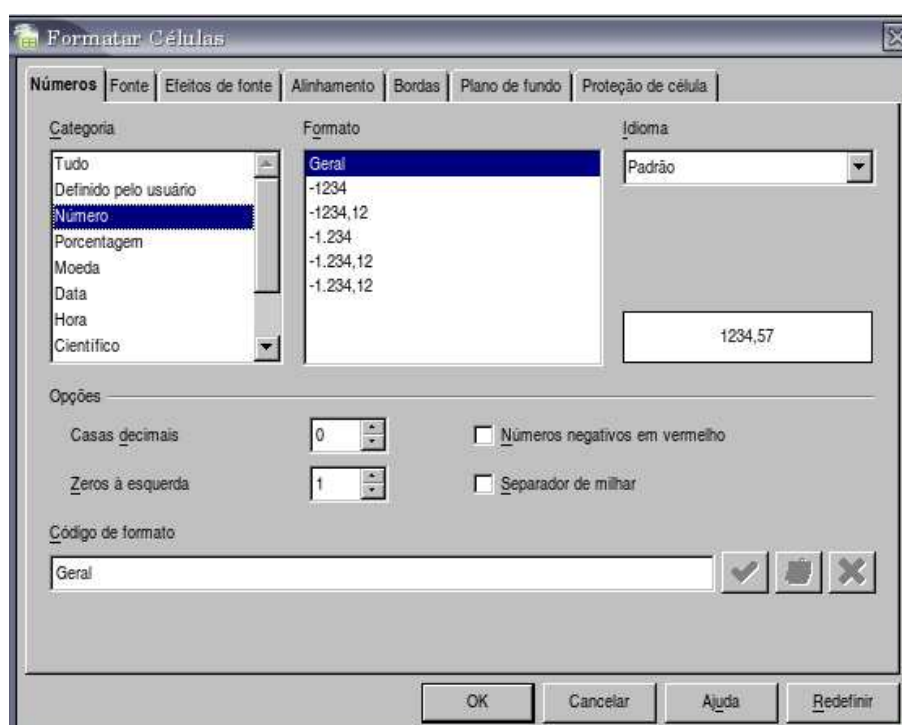 Formatar Células
Números Fonte Efeitos de fonte Alinhamento Bordas Plano de fundo Proteção de célula
Categoria
Tudo
Definido pelo usuário
Número
Porcentagem
Moeda
Data
Hora
Científico
Formato
Geral
-1234
-1234,12
-1.234
-1.234,12
-1.234,12
Idioma
Padrão
1234,57
Opções
Casas decimais 0
Números negativos em vermelho
Zeros à esquerda 1
Separador de milhar
Código de formato
Geral
OK Cancelar Ajuda Redefinir